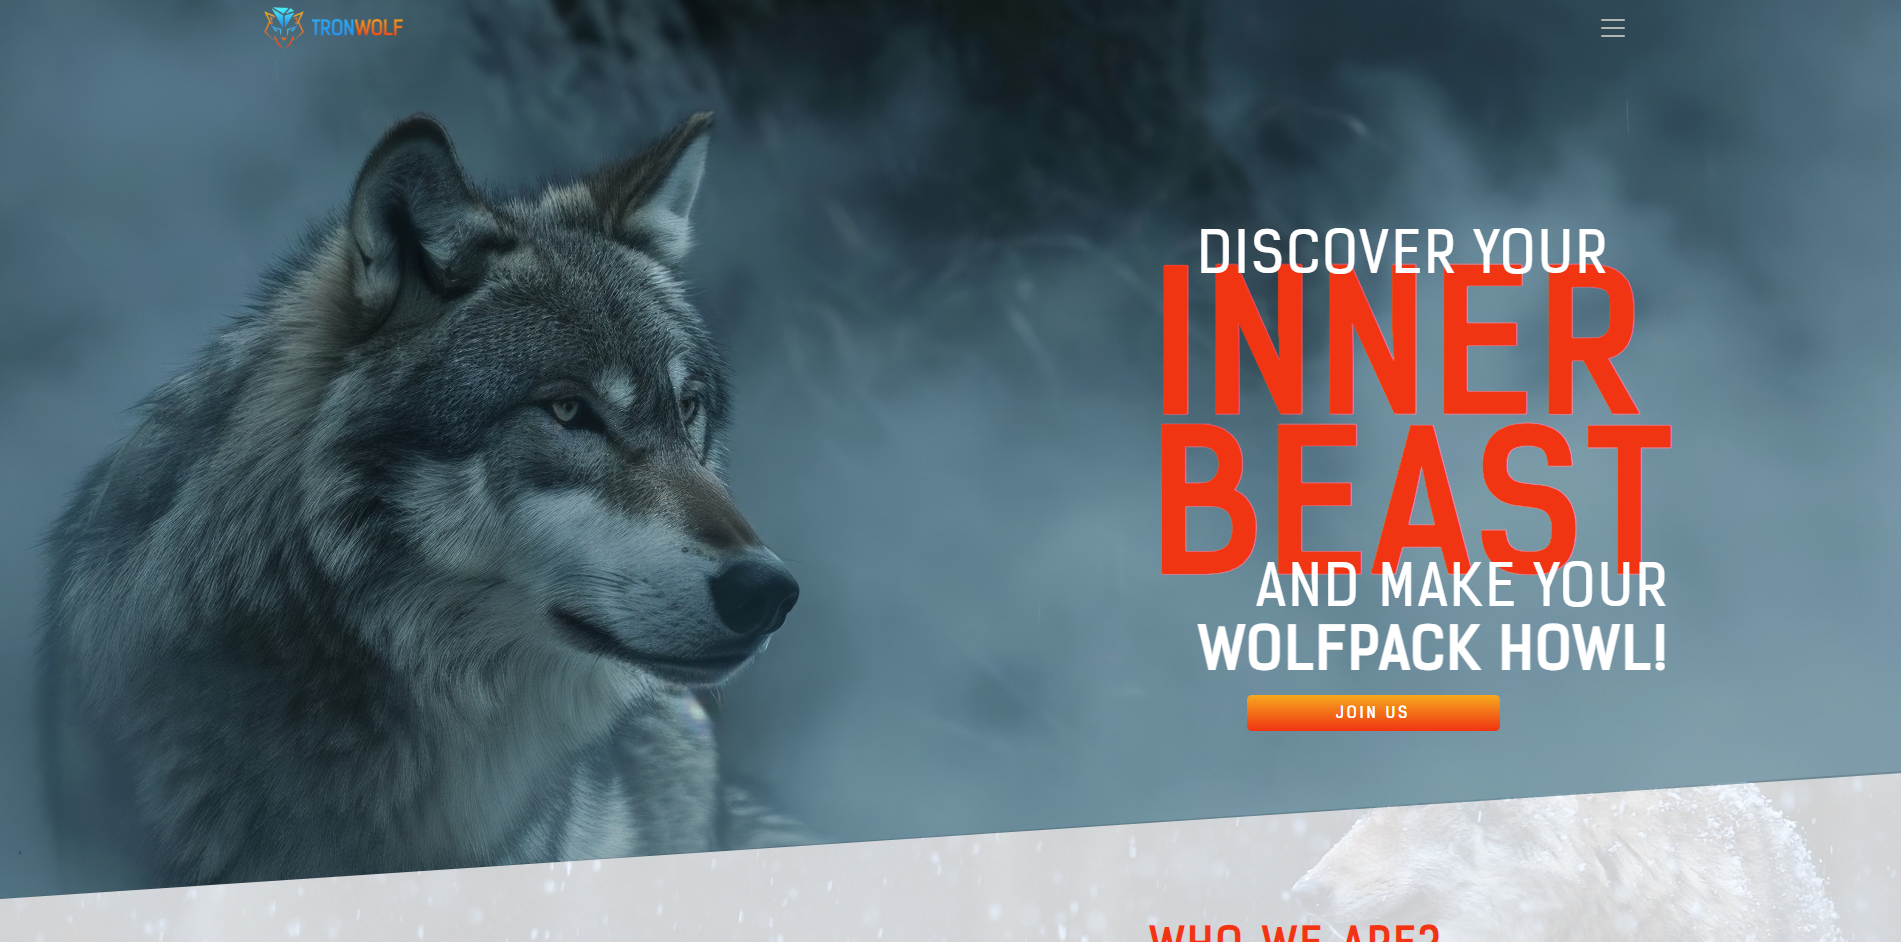 TRONWOLF
DISCOVER YOUR
INNER
BEAST
AND MAKE YOUR
WOLFPACK HOWL!
JOIN US
WHO WE ARE?